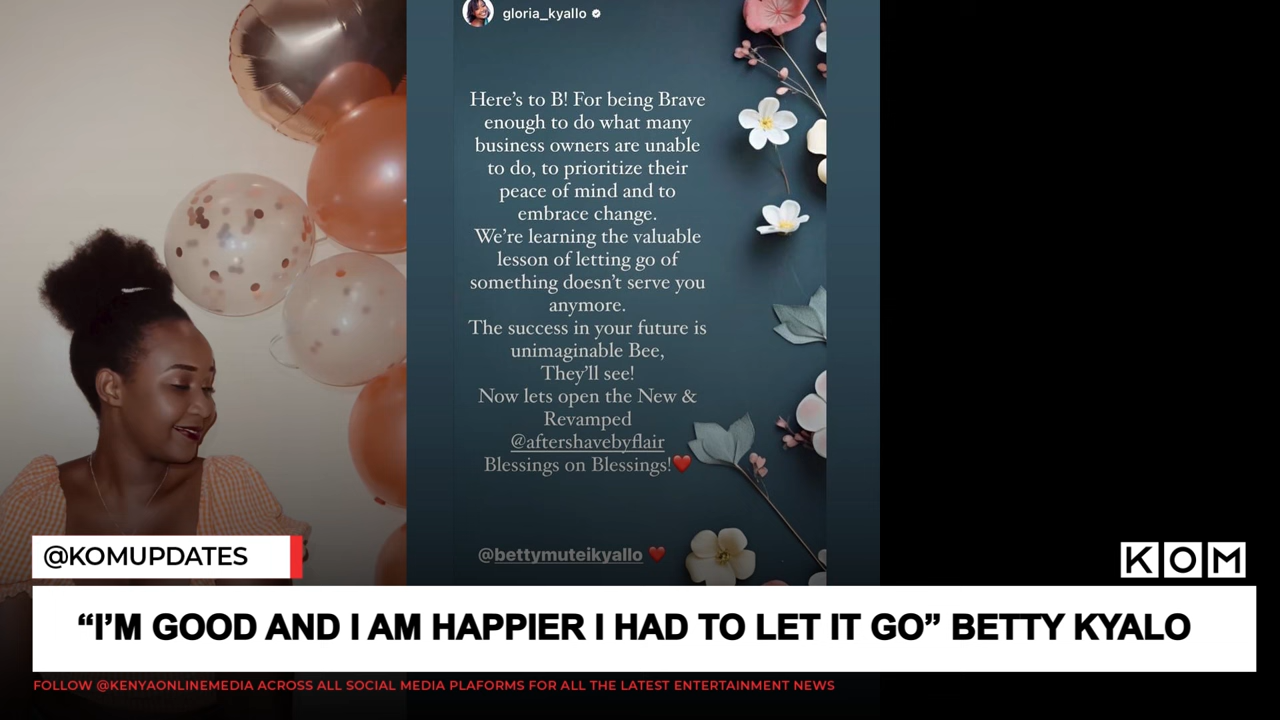 gloria_kyallo
Here's to B! For being Brave
enough to do what many
business owners are unable
to do, to prioritize their
peace of mind and to
embrace change.
We're learning the valuable
lesson of letting go of
something doesn't serve you
anymore.
The success in your future is
unimaginable Bee,
They'll see!
Now lets open the New &
Revamped
@aftershavebyflair
Blessings on Blessings!❤️
@bettymuteikyallo ❤️
@KOMUPDATES
KOM
“I’M GOOD AND I AM HAPPIER I HAD TO LET IT GO” BETTY KYALO
FOLLOW @KENYAONLINEMEDIA ACROSS ALL SOCIAL MEDIA PLAFORMS FOR ALL THE LATEST ENTERTAINMENT NEWS